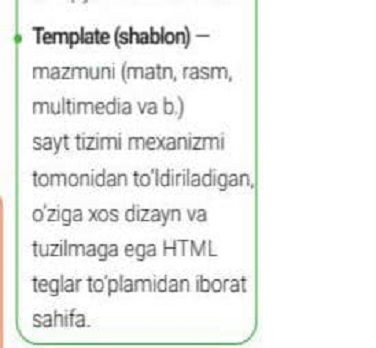 Template (shablon) —
mazmuni (matn, rasm,
multimedia va b.)
sayt tizimi mexanizmi
tomonidan to'ldiriladigan,
o'ziga xos dizayn va
tuzilmaga ega HTML
teglar to'plamidan iborat
sahifa.